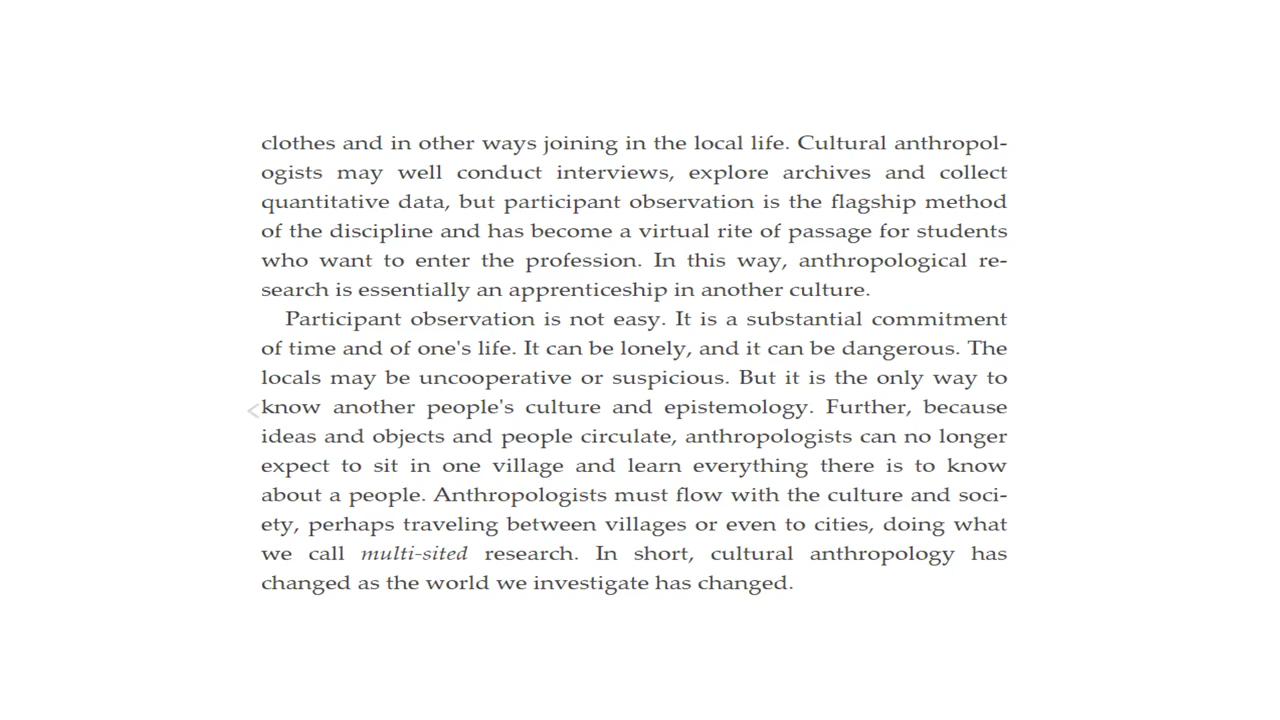 clothes and in other ways joining in the local life. Cultural anthropol-
ogists may well conduct interviews, explore archives and collect
quantitative data, but participant observation is the flagship method
of the discipline and has become a virtual rite of passage for students
who want to enter the profession. In this way, anthropological re-
search is essentially an apprenticeship in another culture.
Participant observation is not easy. It is a substantial commitment
of time and of one's life. It can be lonely, and it can be dangerous. The
locals may be uncooperative or suspicious. But it is the only way to
know another people's culture and epistemology. Further, because
ideas and objects and people circulate, anthropologists can no longer
expect to sit in one village and learn everything there is to know
about a people. Anthropologists must flow with the culture and soci-
ety, perhaps traveling between villages or even to cities, doing what
we call multi-sited research. In short, cultural anthropology has
changed as the world we investigate has changed.